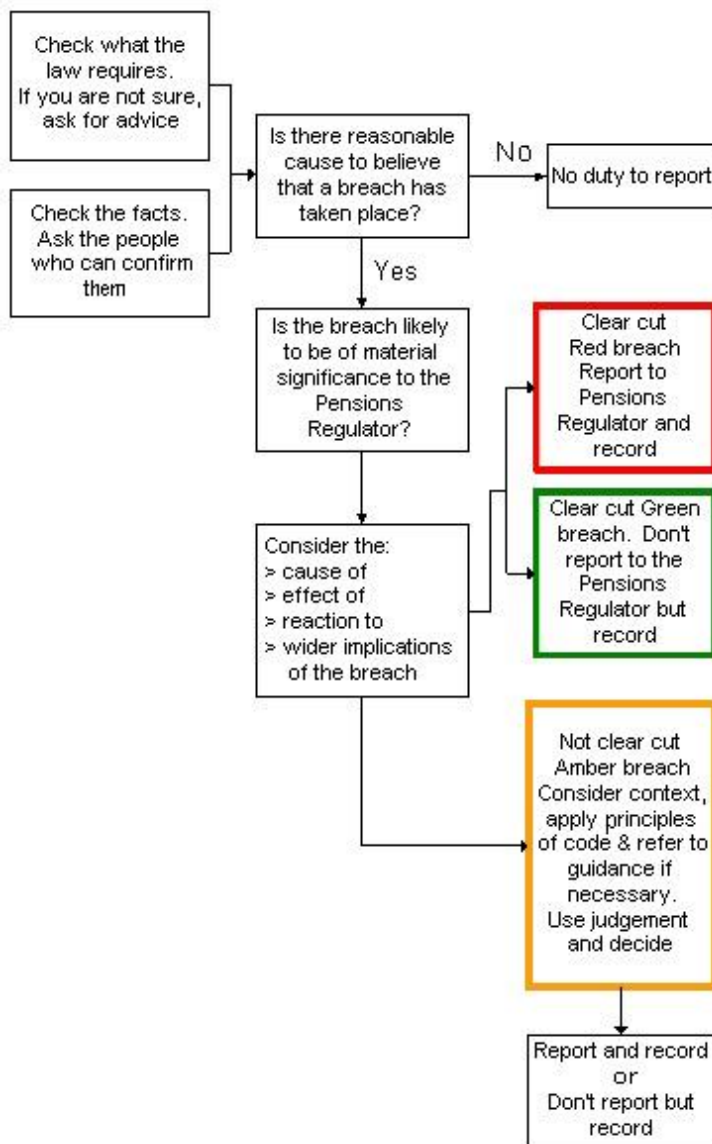 Check what the
law requires.
If you are not sure,
ask for advice
Check the facts.
Ask the people
who can confirm
them
Is there reasonable
cause to believe
that a breach has
taken place?
No
No duty to report
Yes
Is the breach likely
to be of material
significance to the
Pensions
Regulator?
Clear cut
Red breach
Report to
Pensions
Regulator and
record
Clear cut Green
breach. Don't
report to the
Pensions
Regulator but
record
Consider the:
> cause of
> effect of
> reaction to
> wider implications
of the breach
Not clear cut
Amber breach
Consider context,
apply principles
of code & refer to
guidance if
necessary.
Use judgement
and decide
Report and record
or
Don't report but
record